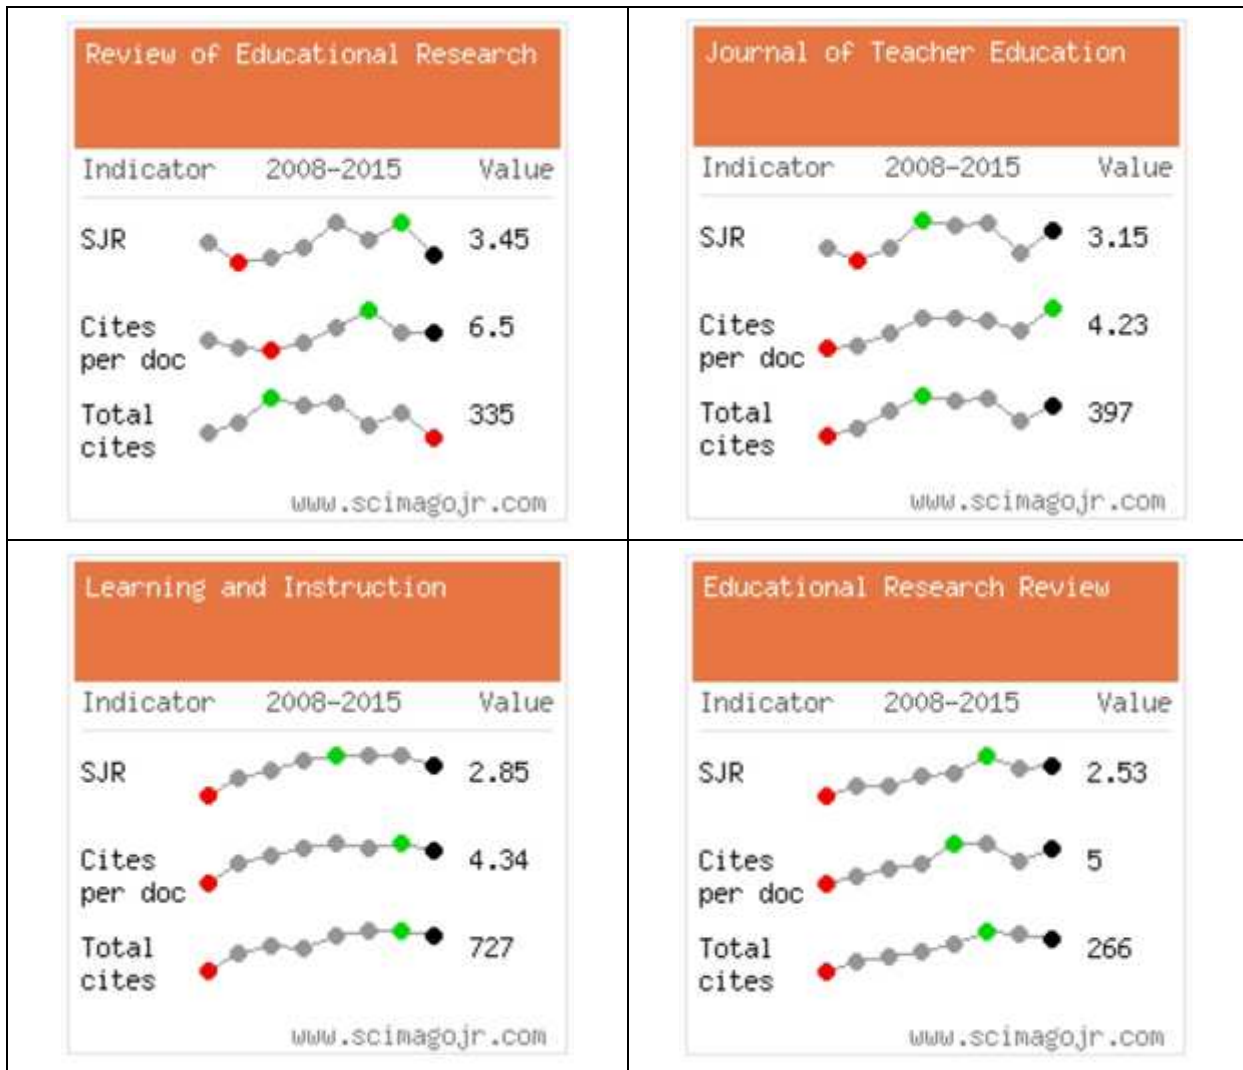 Review of Educational Research
Indicator 2008-2015 Value
SJR 3.45
Cites
per doc 6.5
Total
cites 335
www.scimagojr.com
Journal of Teacher Education
Indicator 2008-2015 Value
SJR 3.15
Cites
per doc 4.23
Total
cites 397
www.scimagojr.com
Learning and Instruction
Indicator 2008-2015 Value
SJR 2.85
Cites
per doc 4.34
Total
cites 727
www.scimagojr.com
Educational Research Review
Indicator 2008-2015 Value
SJR 2.53
Cites
per doc 5
Total
cites 266
www.scimagojr.com